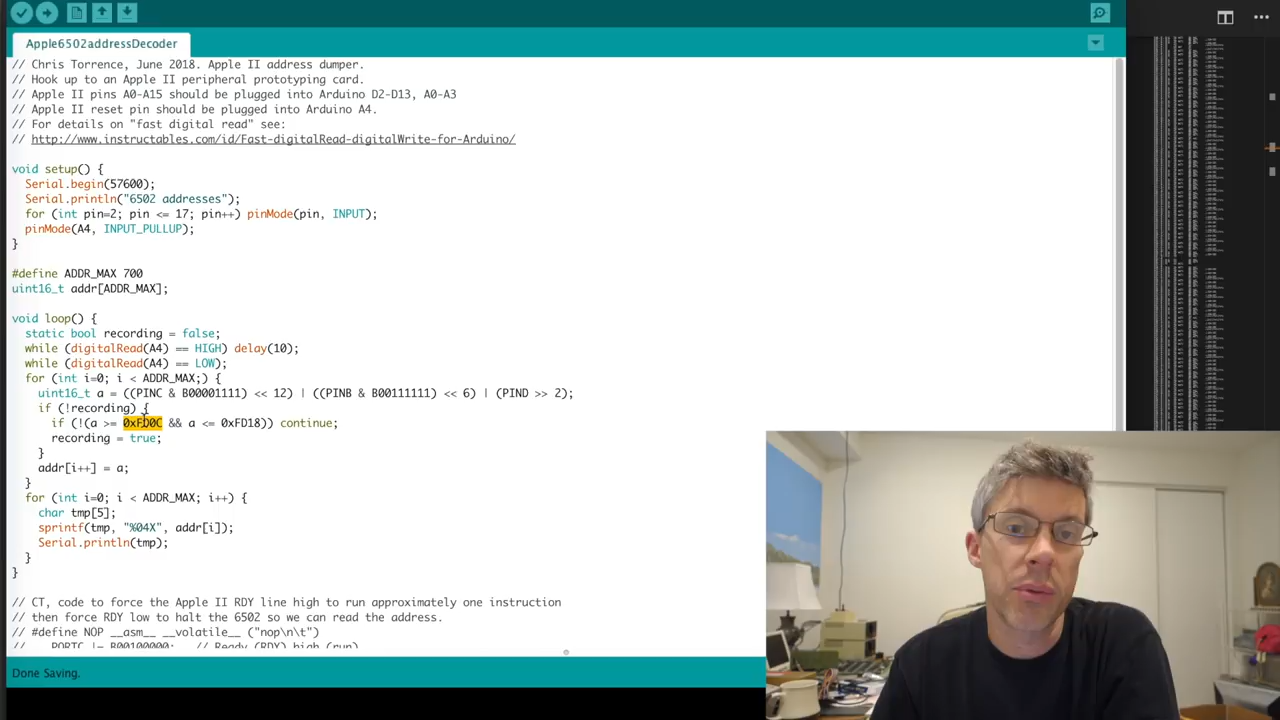 Apple6502addressDecoder
// Chris Torrence, June 2018. Apple II address dumper.
// Hook up to an Apple II peripheral prototyping card.
// Apple II pins A0-A15 should be plugged into Arduino D2-D13, A0-A3
// Apple II reset pin should be plugged into Arduino A4.
// For details on "fast digital read" see:
// http://www.instructables.com/id/Fast-digitalRead-digitalWrite-for-Arduino/
void setup() {
Serial.begin(57600);
Serial.println("6502 addresses");
for (int pin=2; pin <= 17; pin++) pinMode(pin, INPUT);
pinMode(A4, INPUT_PULLUP);
}
#define ADDR_MAX 700
uint16_t addr[ADDR_MAX];
void loop() {
static bool recording = false;
while (digitalRead(A4) == HIGH) delay(10);
while (digitalRead(A4) == LOW);
for (int i=0; i < ADDR_MAX;) {
uint16_t a = ((PINC & B00001111) << 12) | ((PINB & B00111111) << 6) | (PIND >> 2);
if (!recording) {
if (!(a >= 0xFD0C && a <= 0xFD18)) continue;
recording = true;
}
addr[i++] = a;
}
for (int i=0; i < ADDR_MAX; i++) {
char tmp[5];
sprintf(tmp, "%04X", addr[i]);
Serial.println(tmp);
}
}
// CT, code to force the Apple II RDY line high to run approximately one instruction
// then force RDY low to halt the 6502 so we can read the address.
// #define NOP __asm__ __volatile__ ("nop\n\t")
// PORTC |= B00100000; // Ready (RDY) high (run)
Done Saving.